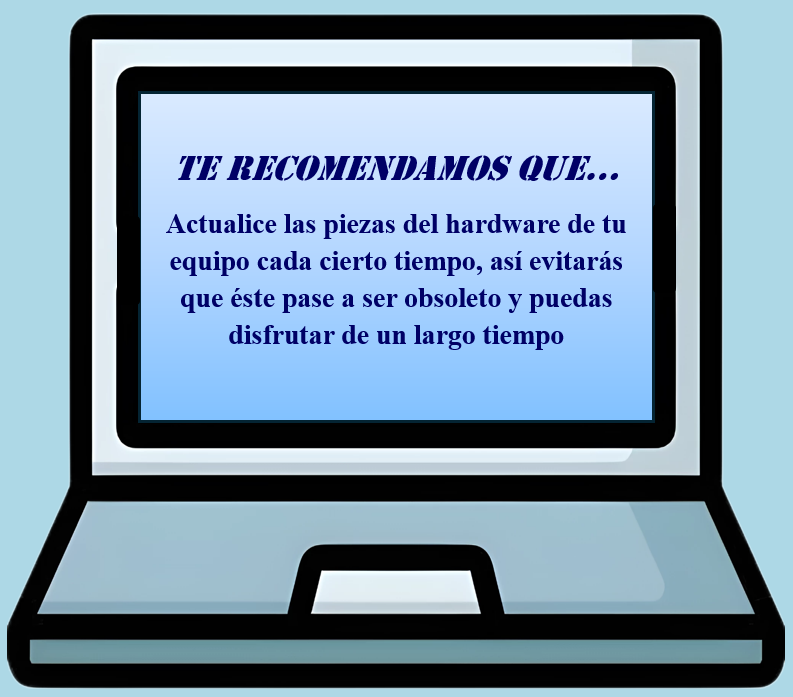 TE RECOMENDAMOS QUE...
Actualice las piezas del hardware de tu
equipo cada cierto tiempo, así evitarás
que éste pase a ser obsoleto y puedas
disfrutar de un largo tiempo